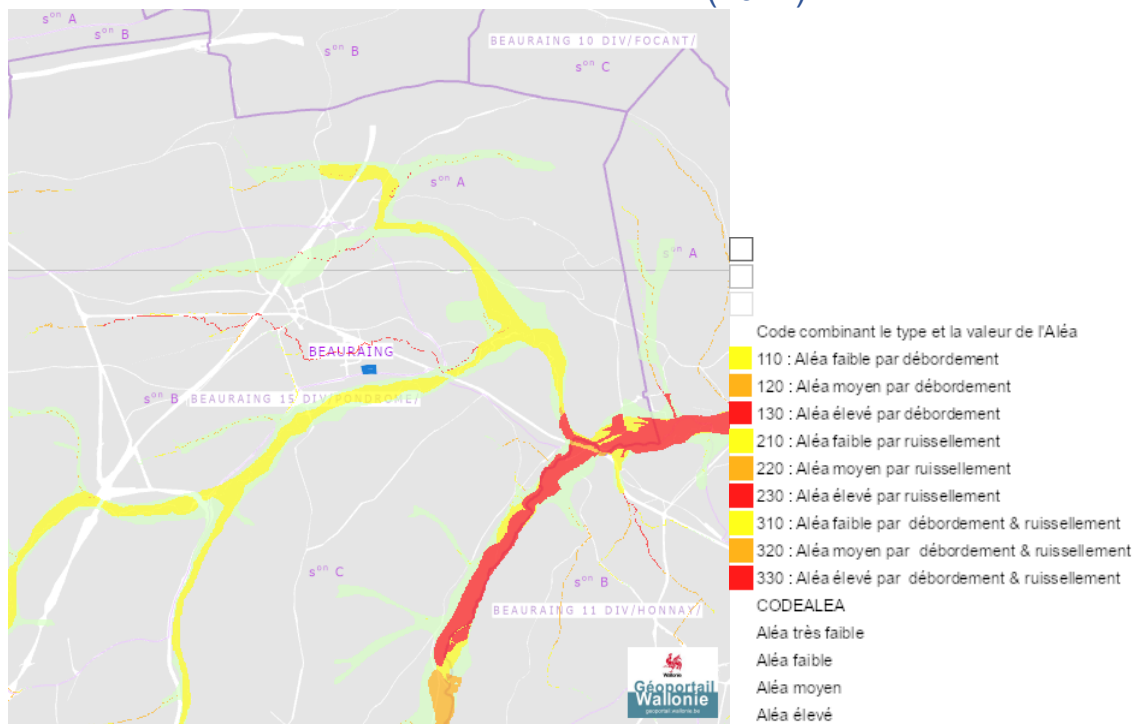 sᵒⁿ A
sᵒⁿ B
sᵒⁿ B
BEAURAING 10 DIV/FOCANT/
sᵒⁿ C
sᵒⁿ A
sᵒⁿ A
BEAURAING
sᵒⁿ B
BEAURAING 15 DIV/PONDROME/
sᵒⁿ C
sᵒⁿ B
BEAURAING 11 DIV/HONNAY/
Wallonie
Géoportail
Wallonie
geoportail.wallonie.be
Code combinant le type et la valeur de l'Aléa
110 : Aléa faible par débordement
120 : Aléa moyen par débordement
130 : Aléa élevé par débordement
210 : Aléa faible par ruissellement
220 : Aléa moyen par ruissellement
230 : Aléa élevé par ruissellement
310 : Aléa faible par débordement & ruissellement
320 : Aléa moyen par débordement & ruissellement
330 : Aléa élevé par débordement & ruissellement
CODEALEA
Aléa très faible
Aléa faible
Aléa moyen
Aléa élevé